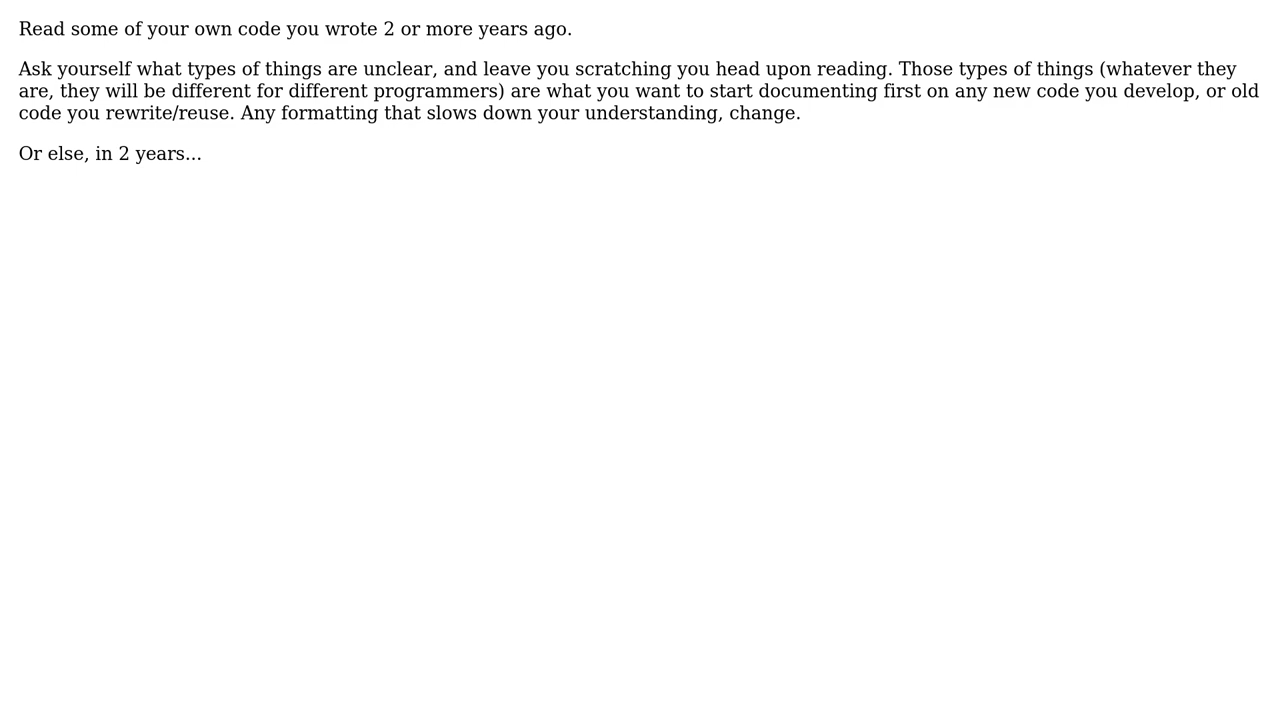 Read some of your own code you wrote 2 or more years ago.
Ask yourself what types of things are unclear, and leave you scratching you head upon reading. Those types of things (whatever they
are, they will be different for different programmers) are what you want to start documenting first on any new code you develop, or old
code you rewrite/reuse. Any formatting that slows down your understanding, change.
Or else, in 2 years...